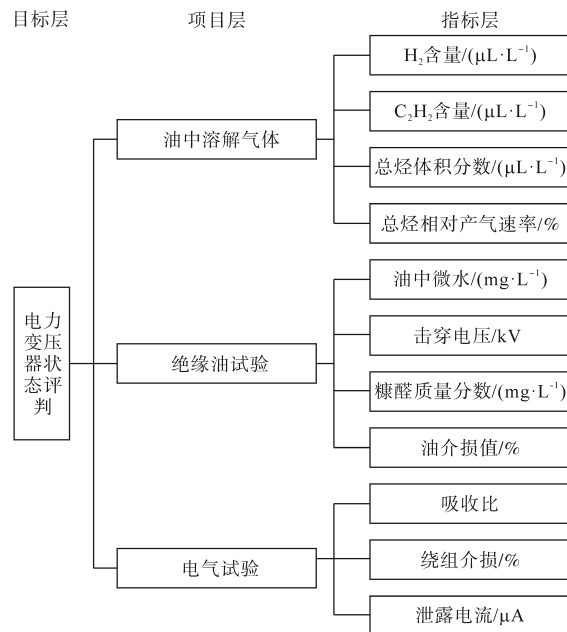 目标层
项目层
指标层
H₂含量/(μL·L⁻¹)
C₂H₂含量/(μL·L⁻¹)
油中溶解气体
总烃体积分数/(μL·L⁻¹)
总烃相对产气速率/%
油中微水/(mg·L⁻¹)
电力
变压
器状
态评
判
击穿电压/kV
绝缘油试验
糠醛质量分数/(mg·L⁻¹)
油介损值/%
吸收比
电气试验
绕组介损/%
泄露电流/μA